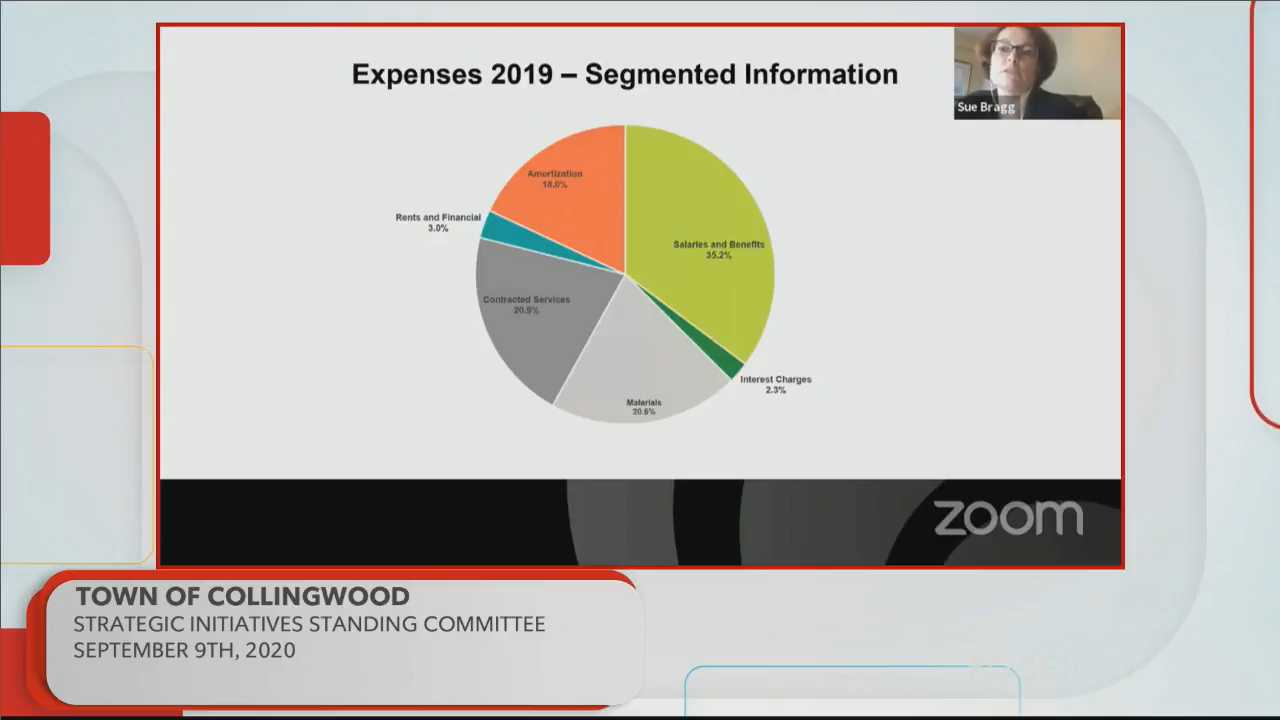 Expenses 2019 – Segmented Information
Sue Bragg
Amortization
18.0%
Rents and Financial
3.0%
Salaries and Benefits
35.2%
Contracted Services
20.9%
Interest Charges
2.3%
Materials
20.6%
zoom
TOWN OF COLLINGWOOD
STRATEGIC INITIATIVES STANDING COMMITTEE
SEPTEMBER 9TH, 2020